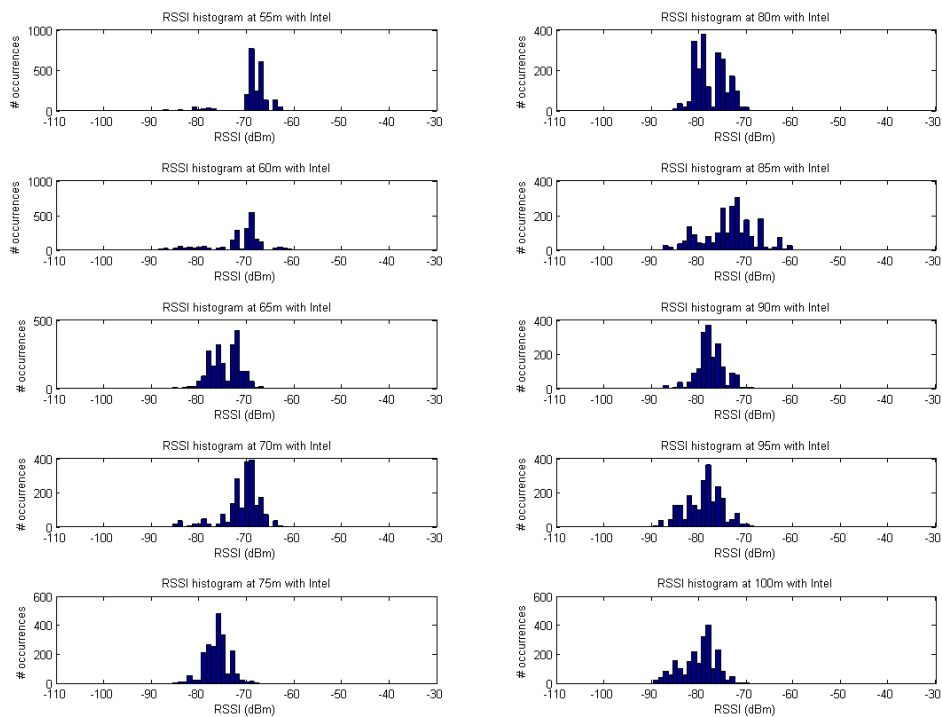 RSSI histogram at 55m with Intel
# occurrences
1000
500
0
-110 -100 -90 -80 -70 -60 -50 -40 -30
RSSI (dBm)
RSSI histogram at 80m with Intel
# occurrences
400
200
0
-110 -100 -90 -80 -70 -60 -50 -40 -30
RSSI (dBm)
RSSI histogram at 60m with Intel
# occurrences
1000
500
0
-110 -100 -90 -80 -70 -60 -50 -40 -30
RSSI (dBm)
RSSI histogram at 85m with Intel
# occurrences
400
200
0
-110 -100 -90 -80 -70 -60 -50 -40 -30
RSSI (dBm)
RSSI histogram at 65m with Intel
# occurrences
500
0
-110 -100 -90 -80 -70 -60 -50 -40 -30
RSSI (dBm)
RSSI histogram at 90m with Intel
# occurrences
400
200
0
-110 -100 -90 -80 -70 -60 -50 -40 -30
RSSI (dBm)
RSSI histogram at 70m with Intel
# occurrences
400
200
0
-110 -100 -90 -80 -70 -60 -50 -40 -30
RSSI (dBm)
RSSI histogram at 95m with Intel
# occurrences
400
200
0
-110 -100 -90 -80 -70 -60 -50 -40 -30
RSSI (dBm)
RSSI histogram at 75m with Intel
# occurrences
600
400
200
0
-110 -100 -90 -80 -70 -60 -50 -40 -30
RSSI (dBm)
RSSI histogram at 100m with Intel
# occurrences
600
400
200
0
-110 -100 -90 -80 -70 -60 -50 -40 -30
RSSI (dBm)